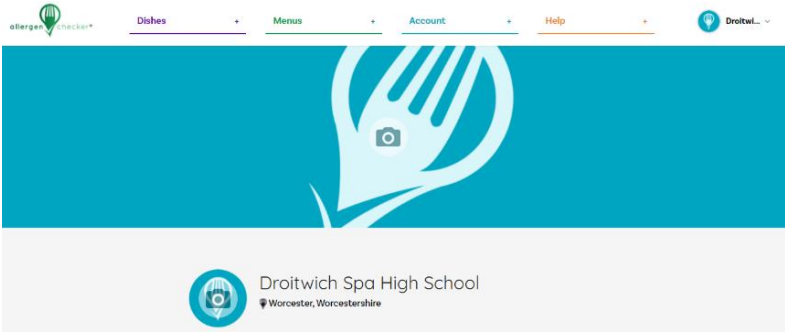 allergen checker®
Dishes +
Menus +
Account +
Help +
Droitwi...
Droitwich Spa High School
Worcester, Worcestershire